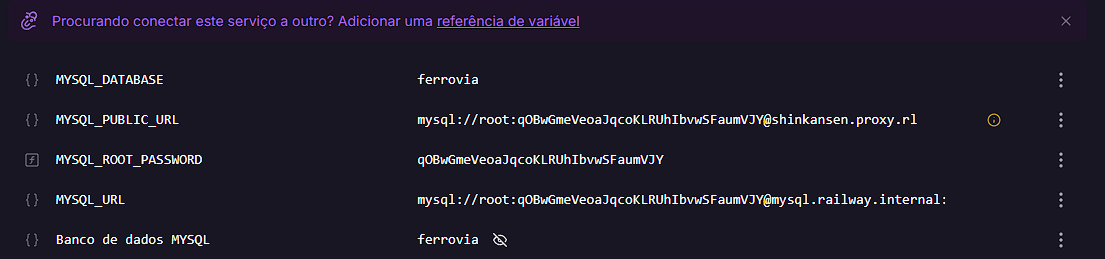 Procurando conectar este serviço a outro? Adicionar uma referência de variável
MYSQL_DATABASE ferrovia
MYSQL_PUBLIC_URL mysql://root:qOBwGmeVeoaJqcoKLRUhIbvwSFaumVJY@shinkansen.proxy.rl
MYSQL_ROOT_PASSWORD qOBwGmeVeoaJqcoKLRUhIbvwSFaumVJY
MYSQL_URL mysql://root:qOBwGmeVeoaJqcoKLRUhIbvwSFaumVJY@mysql.railway.internal:
Banco de dados MYSQL ferrovia